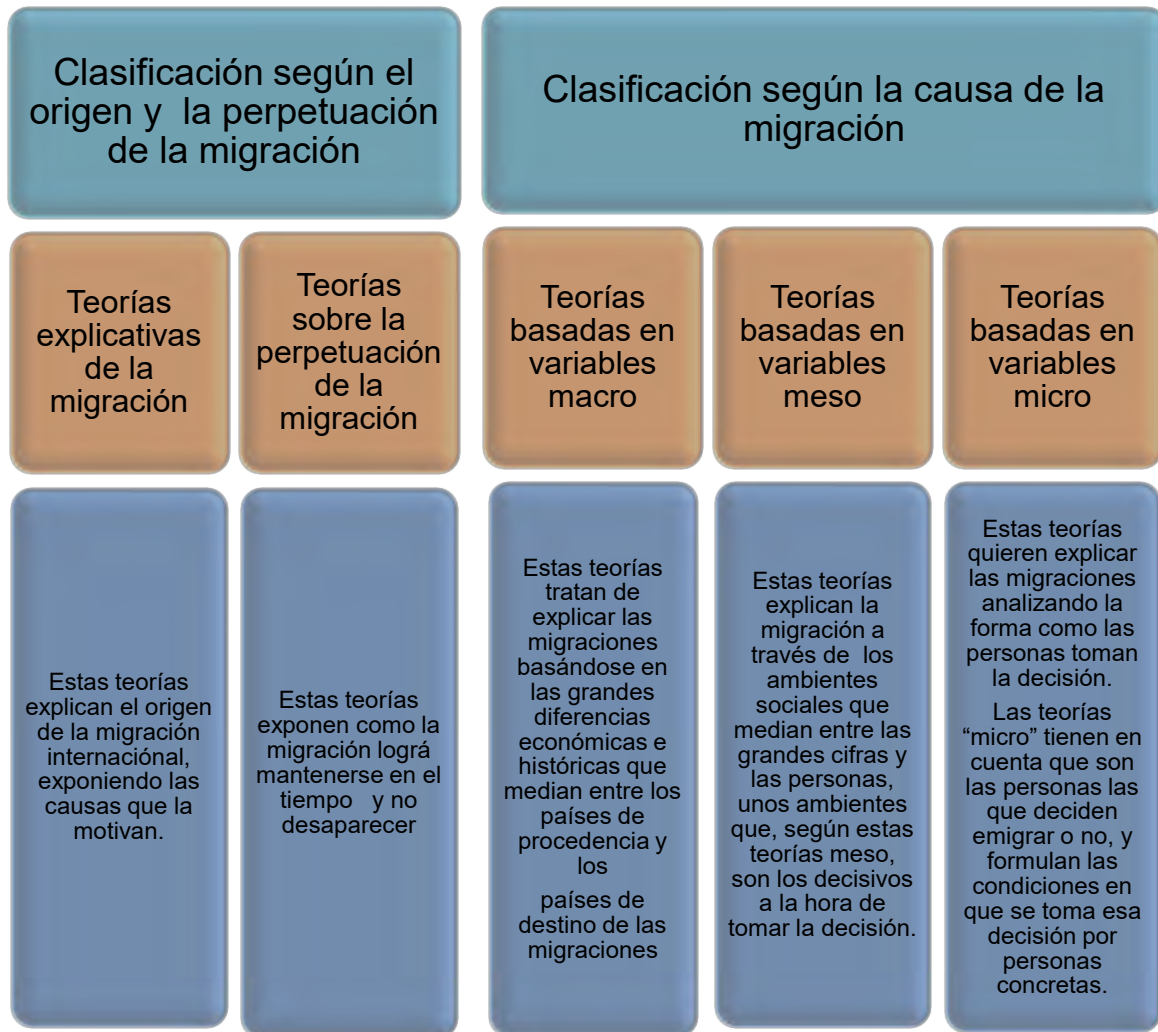 Clasificación según el
origen y la perpetuación
de la migración
Clasificación según la causa de la
migración
Teorías
explicativas
de la
migración
Teorías
sobre la
perpetuación
de la
migración
Teorías
basadas en
variables
macro
Teorías
basadas en
variables
meso
Teorías
basadas en
variables
micro
Estas teorías
explican el origen
de la migración
internaciónal,
exponiendo las
causas que la
motivan.
Estas teorías
exponen como la
migración lográ
mantenerse en el
tiempo y no
desaparecer
Estas teorías
tratan de
explicar las
migraciones
basándose en
las grandes
diferencias
económicas e
históricas que
median entre los
países de
procedencia y
los
países de
destino de las
migraciones
Estas teorías
explican la
migración a
través de los
ambientes
sociales que
median entre las
grandes cifras y
las personas,
unos ambientes
que, según estas
teorías meso,
son los decisivos
a la hora de
tomar la decisión.
Estas teorías
quieren explicar
las migraciones
analizando la
forma como las
personas toman
la decisión.
Las teorías
“micro” tienen en
cuenta que son
las personas las
que deciden
emigrar o no, y
formulan las
condiciones en
que se toma esa
decisión por
personas
concretas.